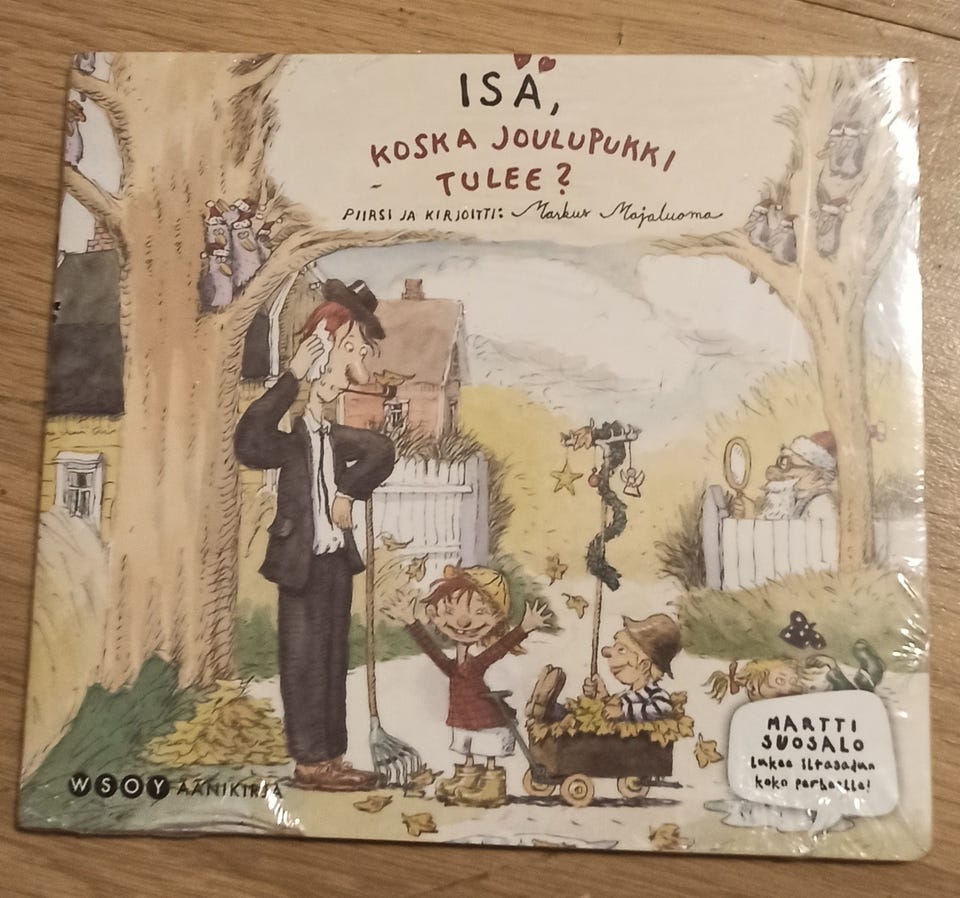 ISÄ,
KOSKA JOULUPUKKI
TULEE?
PIIRSI JA KIRJOITTI: Markus Majaluoma
MARTTI
SUOSALO
lukee iltasadun
koko perheelle!
WSOY ÄÄNIKIRJA